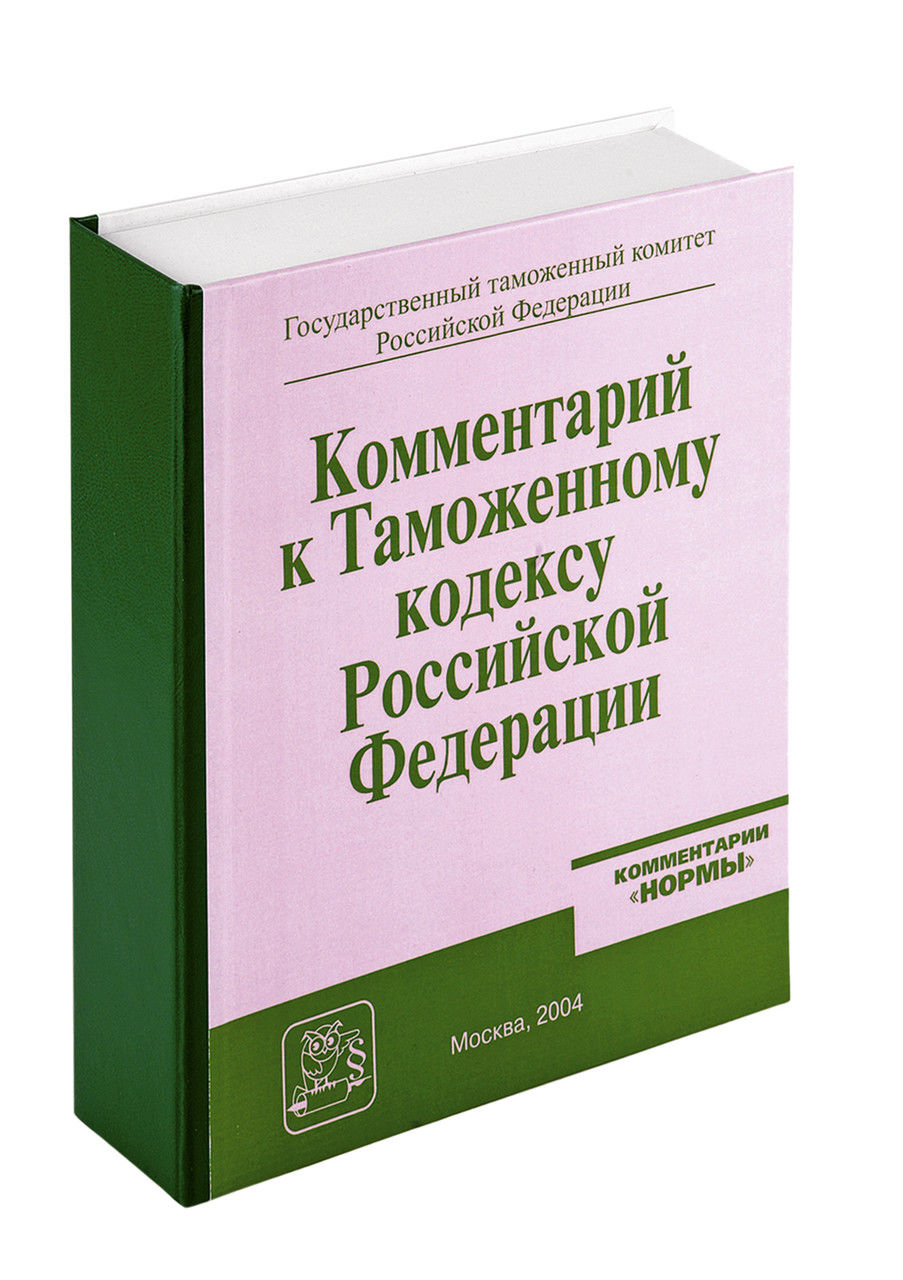 Государственный таможенный комитет
Российской Федерации
Комментарий
к Таможенному
кодексу
Российской
Федерации
КОММЕНТАРИИ
«НОРМЫ»
Москва, 2004
§